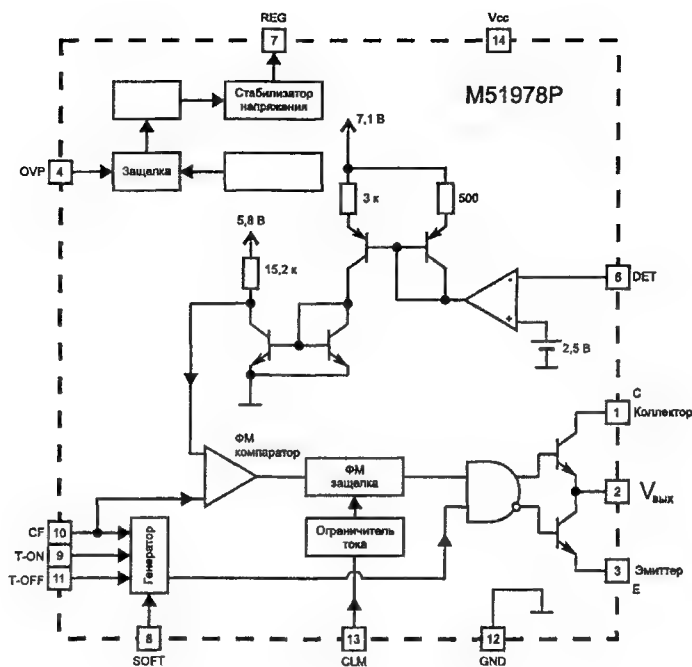 REG
Vcc
7
14
M51978P
Стабилизатор
напряжения
7,1 В
OVP
4
Защелка
3 к
500
5,8 В
15,2 к
-
6
DET
+
2,5 В
C
1
Коллектор
ФМ
компаратор
ФМ
защелка
2
Vвых
Ограничитель
тока
CF
10
T-ON
9
T-OFF
11
Генератор
3
Эмиттер
E
8
13
12
SOFT
CLM
GND